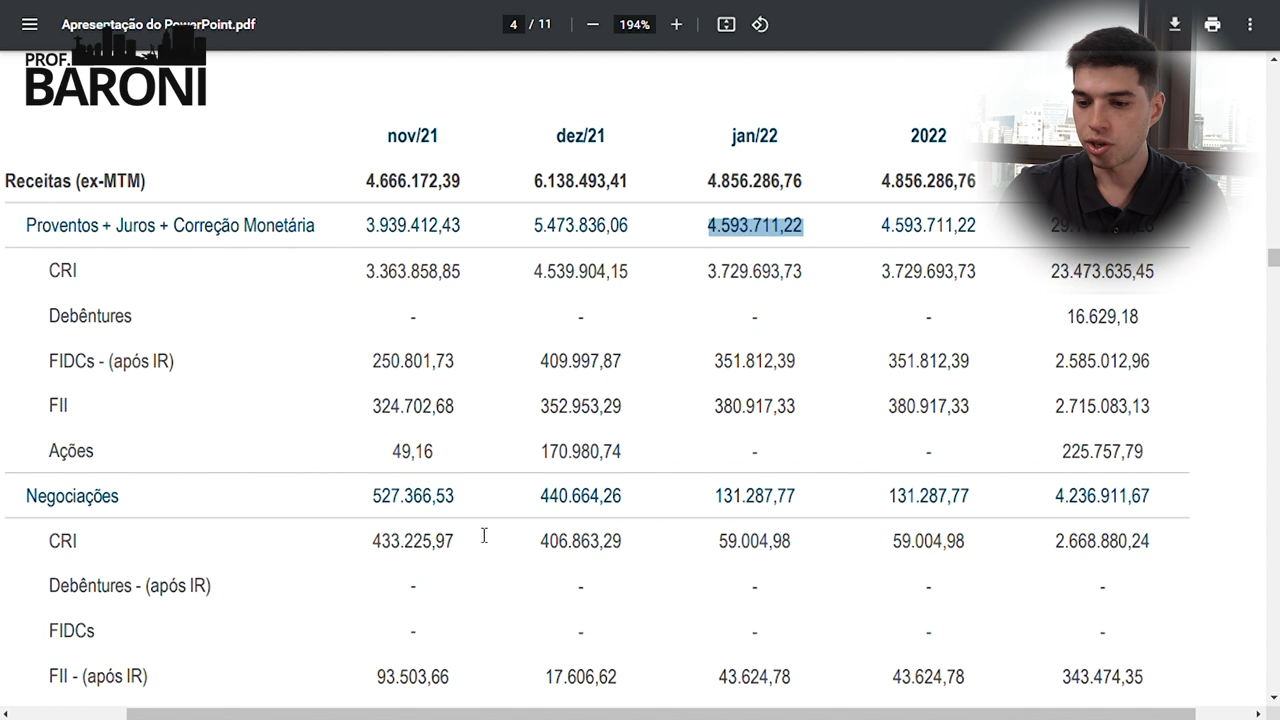 Apresentação do PowerPoint.pdf
4 / 11
194%
PROF.
BARONI
nov/21 dez/21 jan/22 2022
Receitas (ex-MTM) 4.666.172,39 6.138.493,41 4.856.286,76 4.856.286,76
Proventos + Juros + Correção Monetária 3.939.412,43 5.473.836,06 4.593.711,22 4.593.711,22
CRI 3.363.858,85 4.539.904,15 3.729.693,73 3.729.693,73 23.473.635,45
Debêntures - - - - 16.629,18
FIDCs - (após IR) 250.801,73 409.997,87 351.812,39 351.812,39 2.585.012,96
FII 324.702,68 352.953,29 380.917,33 380.917,33 2.715.083,13
Ações 49,16 170.980,74 - - 225.757,79
Negociações 527.366,53 440.664,26 131.287,77 131.287,77 4.236.911,67
CRI 433.225,97 406.863,29 59.004,98 59.004,98 2.668.880,24
Debêntures - (após IR) - - - - -
FIDCs - - - - -
FII - (após IR) 93.503,66 17.606,62 43.624,78 43.624,78 343.474,35